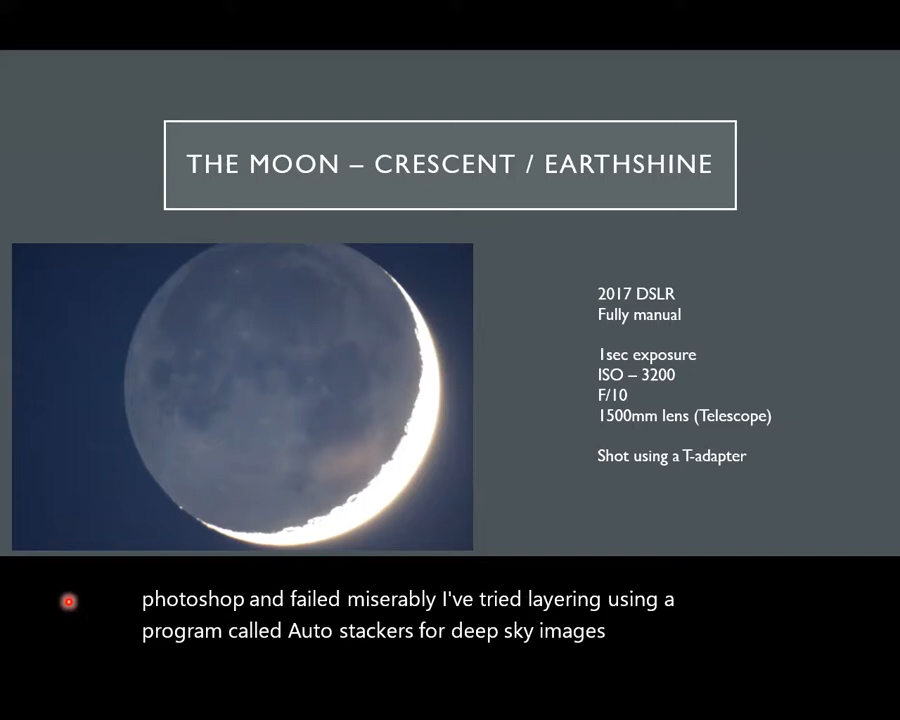 THE MOON – CRESCENT / EARTHSHINE
2017 DSLR
Fully manual
1sec exposure
ISO – 3200
F/10
1500mm lens (Telescope)
Shot using a T-adapter
photoshop and failed miserably I've tried layering using a
program called Auto stackers for deep sky images